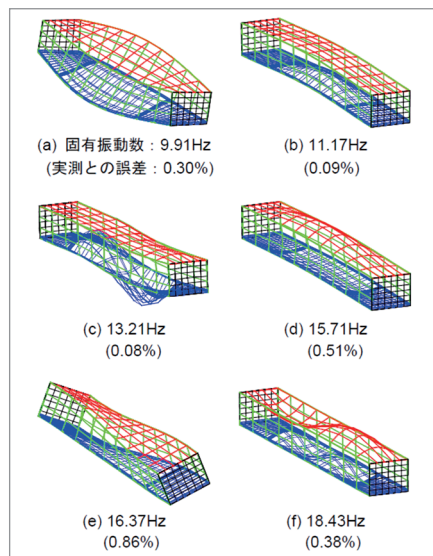 (a) 固有振動数：9.91Hz
(実測との誤差：0.30%)
(b) 11.17Hz
(0.09%)
(c) 13.21Hz
(0.08%)
(d) 15.71Hz
(0.51%)
(e) 16.37Hz
(0.86%)
(f) 18.43Hz
(0.38%)